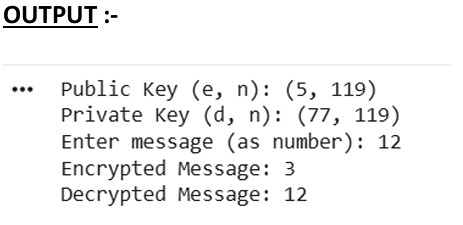 OUTPUT :-
••• Public Key (e, n): (5, 119)
Private Key (d, n): (77, 119)
Enter message (as number): 12
Encrypted Message: 3
Decrypted Message: 12